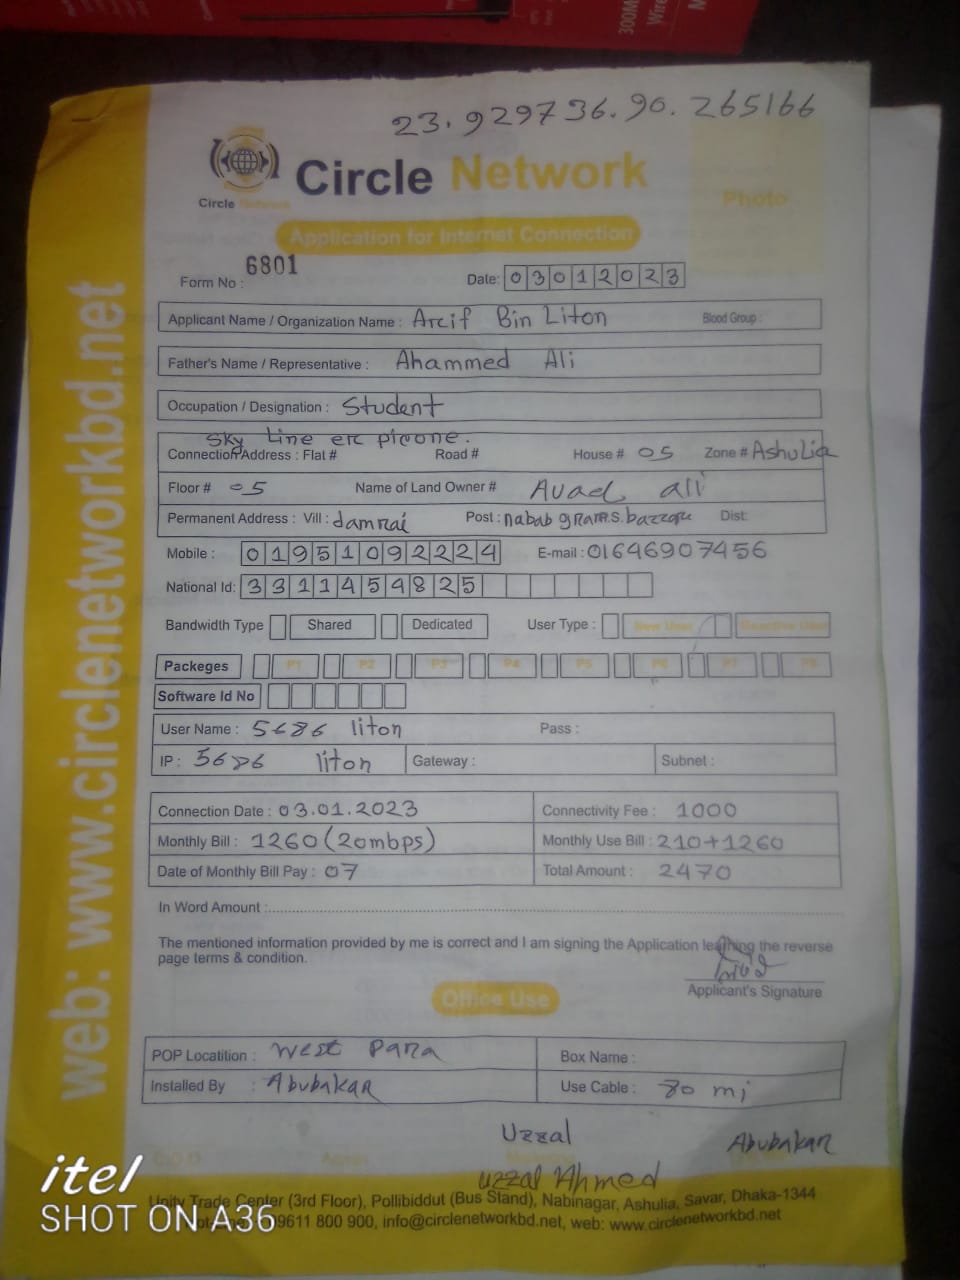 300M
Wire
23.929736.90.265166
Circle Network
Circle Network
Photo
Application for Internet Connection
Form No : 6801
Date: 03012023
Applicant Name / Organization Name : Arcif Bin Liton Blood Group :
Father's Name / Representative : Ahammed Ali
Occupation / Designation : Student
Sky Line erc picone.
Connection Address : Flat # Road # House # 05 Zone # Ashulia
Floor # 05 Name of Land Owner # Avad ali
Permanent Address : Vill : damrai Post : nabab gram Dist:
Mobile : 01951092224 E-mail : 01646907456
National Id: 3311459825
Bandwidth Type Shared Dedicated User Type : New User Reactive User
Packeges P1 P2 P3 P4 P5 P6 P7 P8
Software Id No
User Name : 5686 liton Pass :
IP : 5686 liton Gateway : Subnet :
Connection Date : 03.01.2023 Connectivity Fee : 1000
Monthly Bill : 1260 (20mbps) Monthly Use Bill : 210+1260
Date of Monthly Bill Pay : 07 Total Amount : 2470
In Word Amount :
The mentioned information provided by me is correct and I am signing the Application learning the reverse
page terms & condition.
Applicant's Signature
Office Use
POP Locatition : West Para Box Name :
Installed By : Abubakar Use Cable : 80 mi
Uzzal Abubakar
uzzal Ahmed
Unity Trade Center (3rd Floor), Pollibiddut (Bus Stand), Nabinagar, Ashulia, Savar, Dhaka-1344
09611 800 900, info@circlenetworkbd.net, web: www.circlenetworkbd.net
web: www.circlenetworkbd.net
itel
SHOT ON A36